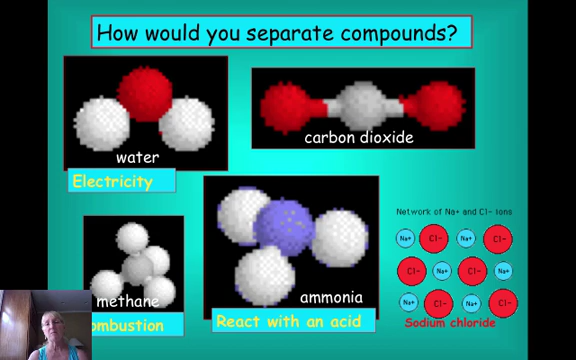 How would you separate compounds?
water
Electricity
carbon dioxide
methane
ombustion
ammonia
React with an acid
Network of Na+ and Cl- ions
Na+ Cl- Na+ Cl-
Cl- Na+ Cl- Na+
Na+ Cl- Na+ Cl-
Sodium chloride